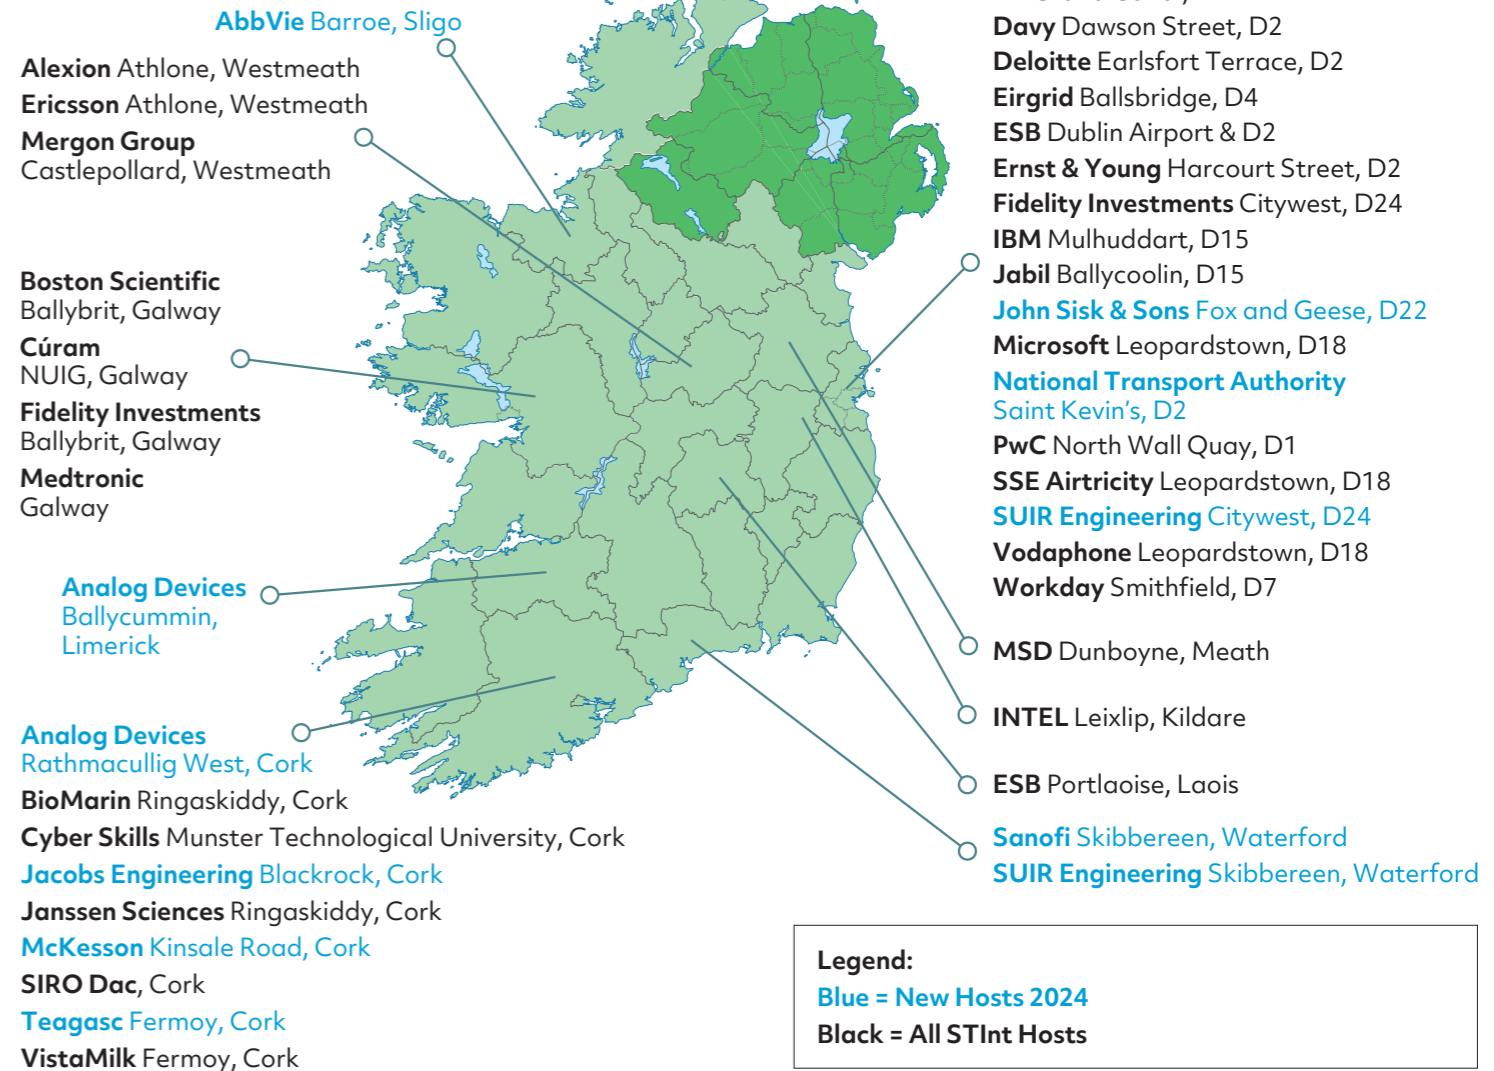 AbbVie Barroe, Sligo
Alexion Athlone, Westmeath
Ericsson Athlone, Westmeath
Mergon Group
Castlepollard, Westmeath
Boston Scientific
Ballybrit, Galway
Cúram
NUIG, Galway
Fidelity Investments
Ballybrit, Galway
Medtronic
Galway
Analog Devices
Ballycummin,
Limerick
Analog Devices
Rathmacullig West, Cork
BioMarin Ringaskiddy, Cork
Cyber Skills Munster Technological University, Cork
Jacobs Engineering Blackrock, Cork
Janssen Sciences Ringaskiddy, Cork
McKesson Kinsale Road, Cork
SIRO Dac, Cork
Teagasc Fermoy, Cork
VistaMilk Fermoy, Cork
Davy Dawson Street, D2
Deloitte Earlsfort Terrace, D2
Eirgrid Ballsbridge, D4
ESB Dublin Airport & D2
Ernst & Young Harcourt Street, D2
Fidelity Investments Citywest, D24
IBM Mulhuddart, D15
Jabil Ballycoolin, D15
John Sisk & Sons Fox and Geese, D22
Microsoft Leopardstown, D18
National Transport Authority
Saint Kevin's, D2
PwC North Wall Quay, D1
SSE Airtricity Leopardstown, D18
SUIR Engineering Citywest, D24
Vodaphone Leopardstown, D18
Workday Smithfield, D7
MSD Dunboyne, Meath
INTEL Leixlip, Kildare
ESB Portlaoise, Laois
Sanofi Skibbereen, Waterford
SUIR Engineering Skibbereen, Waterford
Legend:
Blue = New Hosts 2024
Black = All STInt Hosts